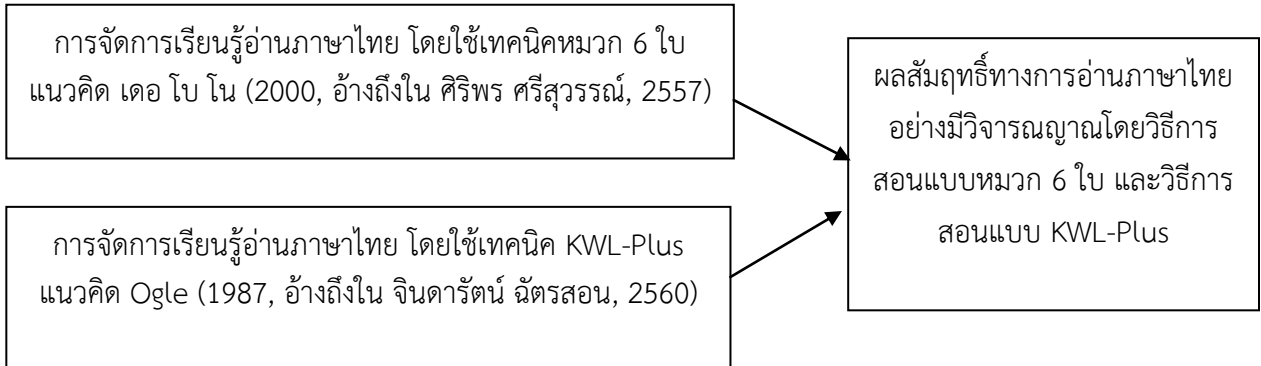 การจัดการเรียนรู้อ่านภาษาไทย โดยใช้เทคนิคหมวก 6 ใบ
แนวคิด เดอ โบ โน (2000, อ้างถึงใน ศิริพร ศรีสุวรรณ์, 2557)
การจัดการเรียนรู้อ่านภาษาไทย โดยใช้เทคนิค KWL-Plus
แนวคิด Ogle (1987, อ้างถึงใน จินดารัตน์ ฉัตรสอน, 2560)
ผลสัมฤทธิ์ทางการอ่านภาษาไทย
อย่างมีวิจารณญาณโดยวิธีการ
สอนแบบหมวก 6 ใบ และวิธีการ
สอนแบบ KWL-Plus